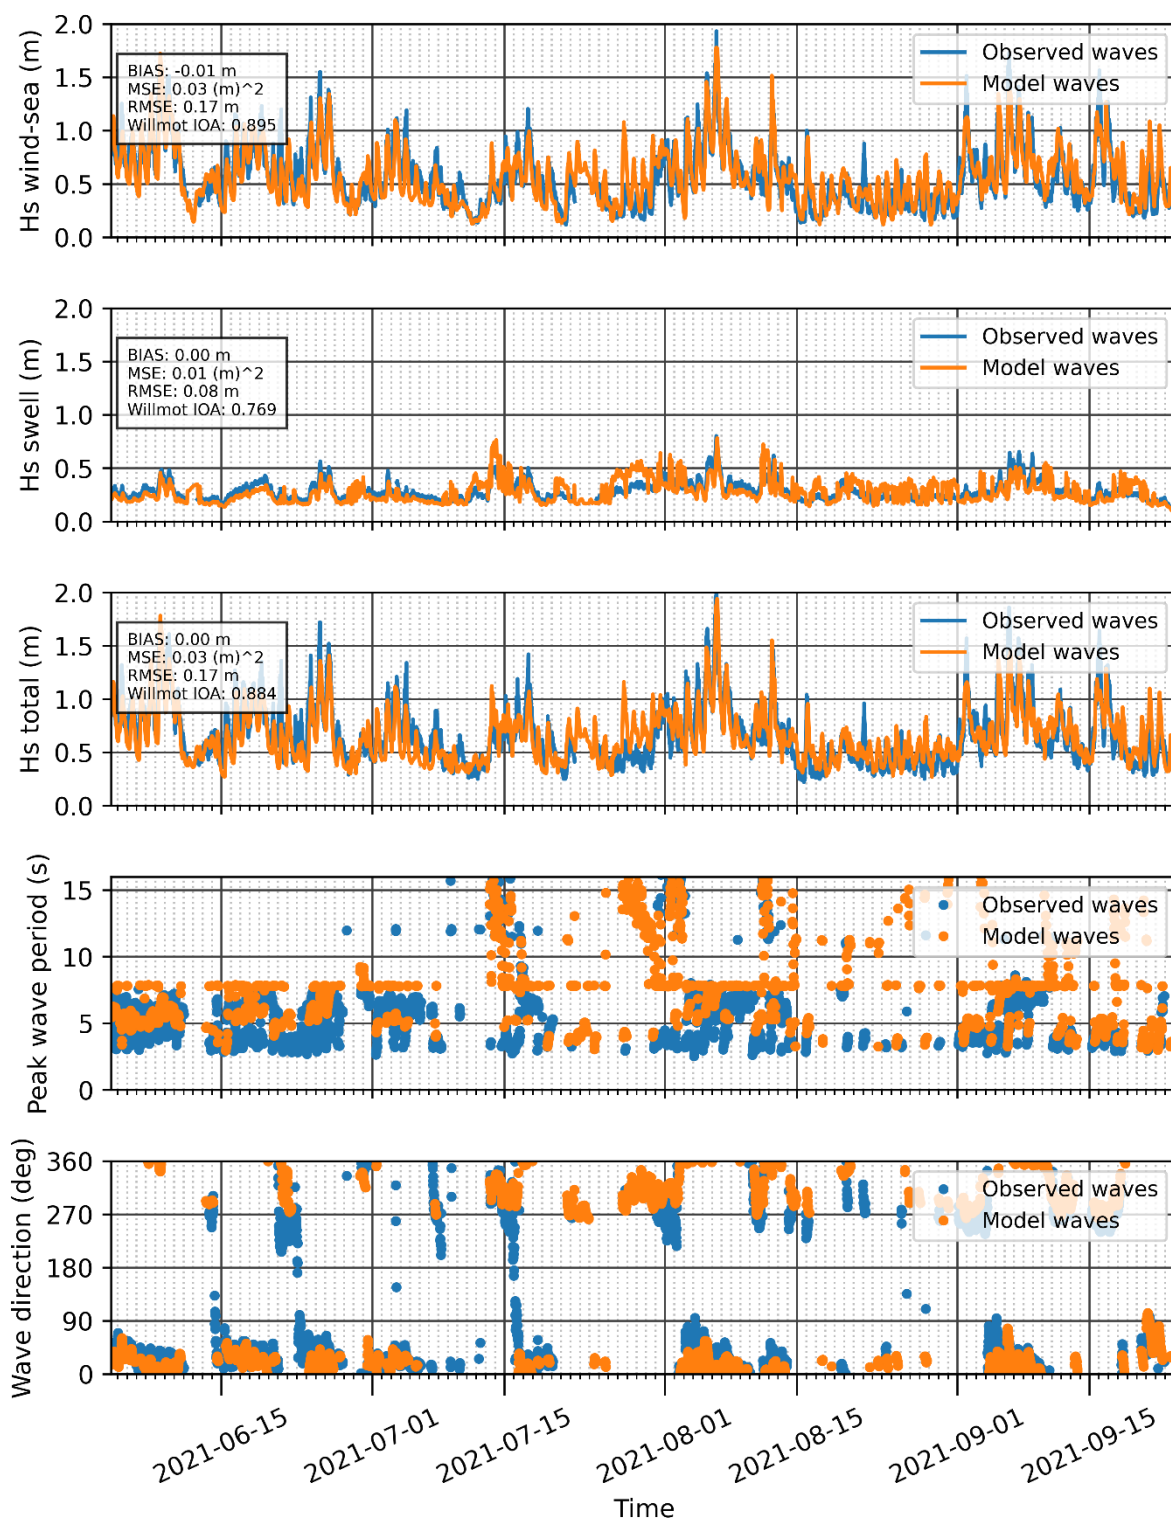 Hs wind-sea (m)
2.0
1.5
1.0
0.5
0.0
BIAS: -0.01 m
MSE: 0.03 (m)^2
RMSE: 0.17 m
Willmot IOA: 0.895
Observed waves
Model waves
Hs swell (m)
2.0
1.5
1.0
0.5
0.0
BIAS: 0.00 m
MSE: 0.01 (m)^2
RMSE: 0.08 m
Willmot IOA: 0.769
Observed waves
Model waves
Hs total (m)
2.0
1.5
1.0
0.5
0.0
BIAS: 0.00 m
MSE: 0.03 (m)^2
RMSE: 0.17 m
Willmot IOA: 0.884
Observed waves
Model waves
Peak wave period (s)
15
10
5
0
Observed waves
Model waves
Wave direction (deg)
360
270
180
90
0
Observed waves
Model waves
2021-06-15
2021-07-01
2021-07-15
2021-08-01
2021-08-15
2021-09-01
2021-09-15
Time